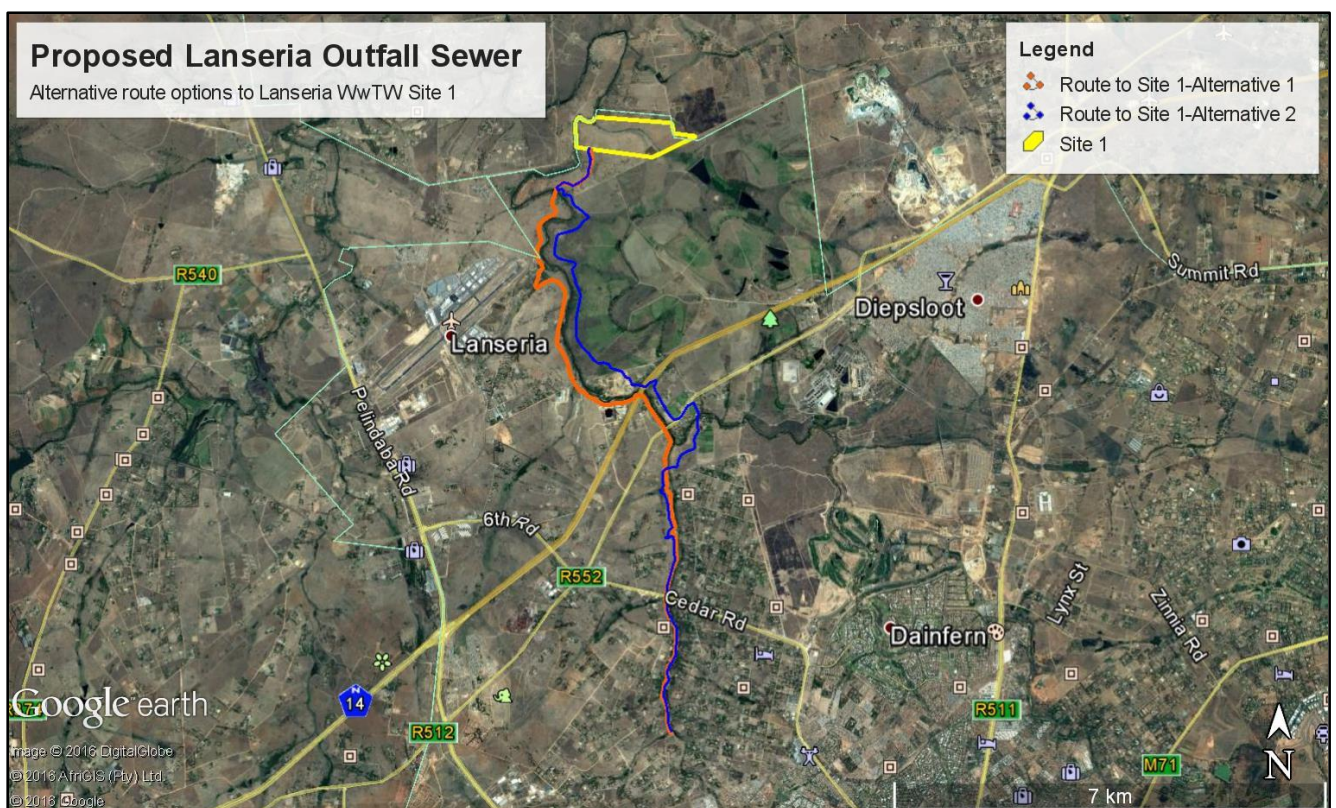 Proposed Lanseria Outfall Sewer
Alternative route options to Lanseria WwTW Site 1
Legend
Route to Site 1-Alternative 1
Route to Site 1-Alternative 2
Site 1
R540
Summit Rd
Diepsloot
Lanseria
Pelindaba Rd
6th Rd
R552
Cedar Rd
Lynx St
Zinnia Rd
Dainfern
Google earth
N
14
R512
R511
M71
Image © 2016 DigitalGlobe
© 2016 AfriGIS (Pty) Ltd.
© 2016 Google
N
7 km